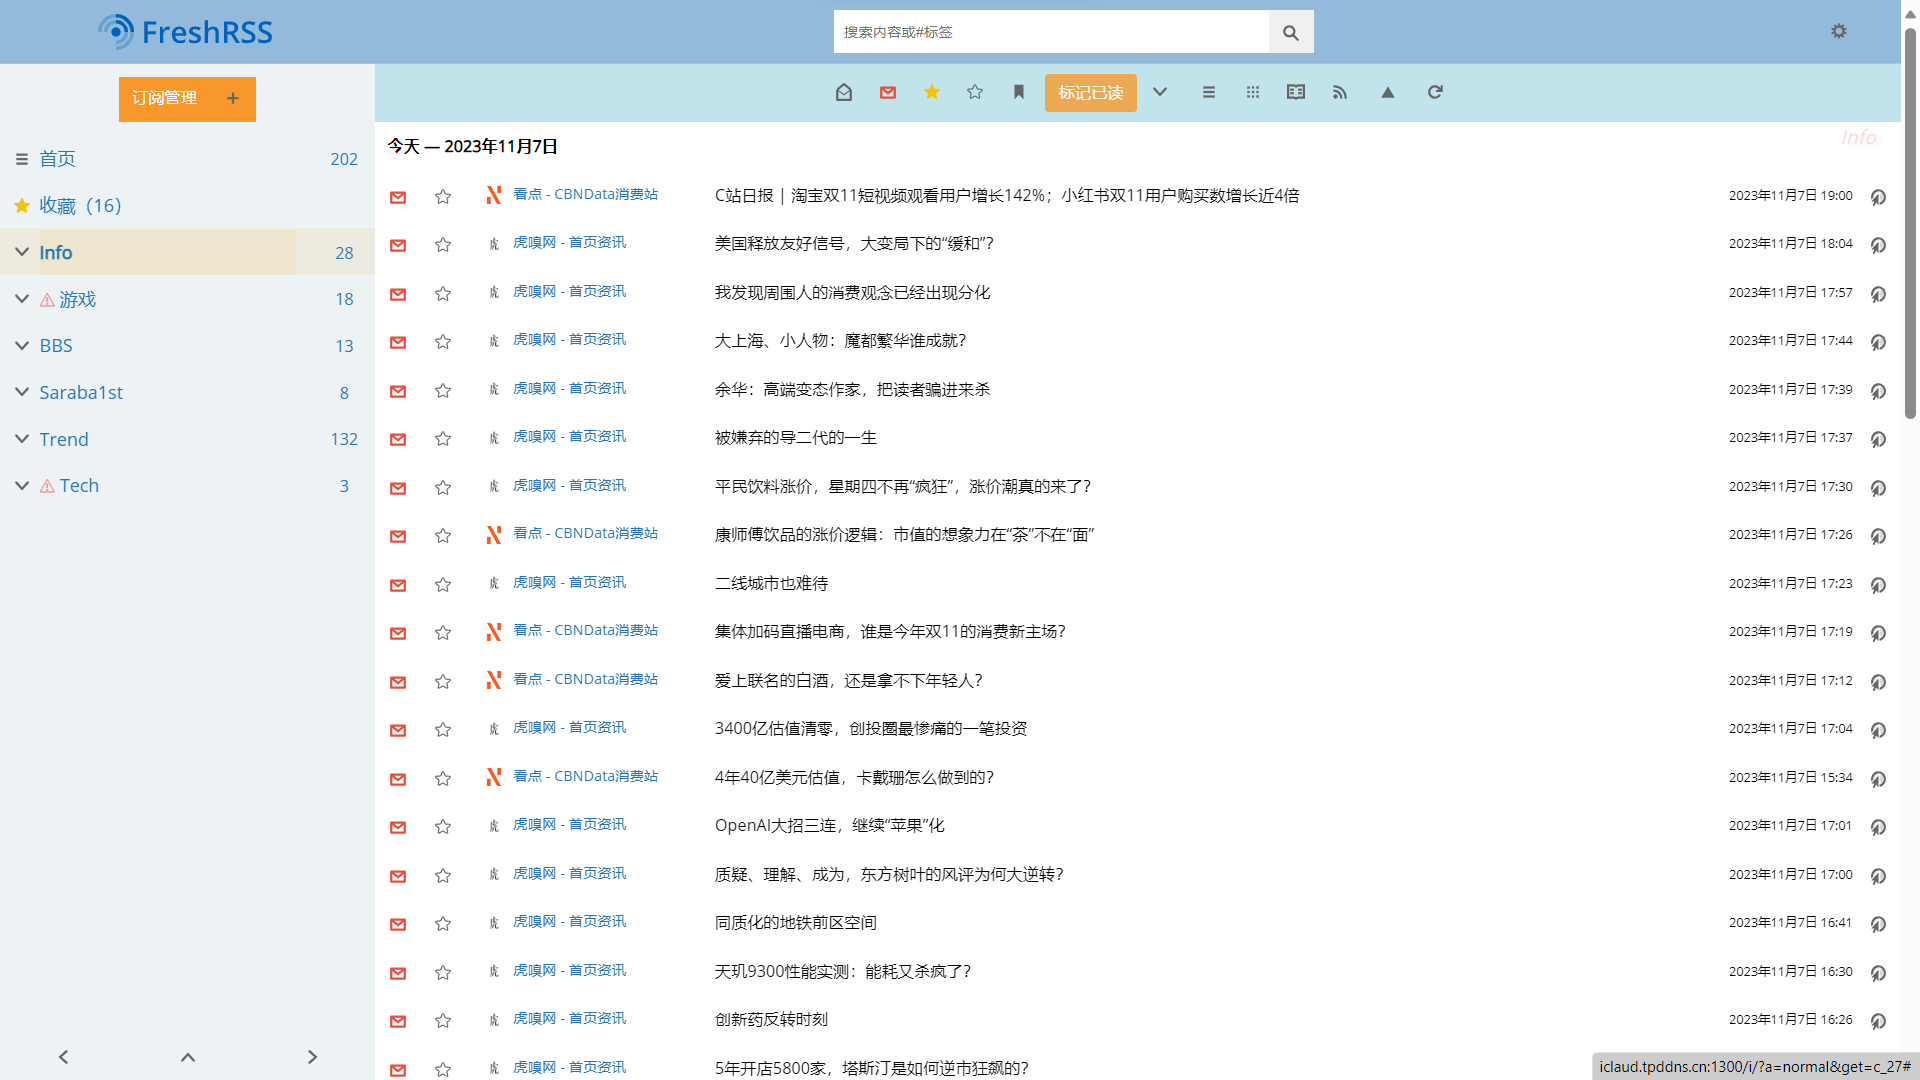 FreshRSS
搜索内容或#标签
订阅管理 +
标记已读
首页 202
收藏（16）
Info 28
游戏 18
BBS 13
Saraba1st 8
Trend 132
Tech 3
今天 — 2023年11月7日
Info
看点 - CBNData消费站 C站日报 | 淘宝双11短视频观看用户增长142%；小红书双11用户购买数增长近4倍 2023年11月7日 19:00
虎嗅网 - 首页资讯 美国释放友好信号，大变局下的“缓和”？ 2023年11月7日 18:04
虎嗅网 - 首页资讯 我发现周围人的消费观念已经出现分化 2023年11月7日 17:57
虎嗅网 - 首页资讯 大上海、小人物：魔都繁华谁成就？ 2023年11月7日 17:44
虎嗅网 - 首页资讯 余华：高端变态作家，把读者骗进来杀 2023年11月7日 17:39
虎嗅网 - 首页资讯 被嫌弃的导二代的一生 2023年11月7日 17:37
虎嗅网 - 首页资讯 平民饮料涨价，星期四不再“疯狂”，涨价潮真的来了？ 2023年11月7日 17:30
看点 - CBNData消费站 康师傅饮品的涨价逻辑：市值的想象力在“茶”不在“面” 2023年11月7日 17:26
虎嗅网 - 首页资讯 二线城市也难待 2023年11月7日 17:23
看点 - CBNData消费站 集体加码直播电商，谁是今年双11的消费新主场？ 2023年11月7日 17:19
看点 - CBNData消费站 爱上联名的白酒，还是拿不下年轻人？ 2023年11月7日 17:12
虎嗅网 - 首页资讯 3400亿估值清零，创投圈最惨痛的一笔投资 2023年11月7日 17:04
看点 - CBNData消费站 4年40亿美元估值，卡戴珊怎么做到的？ 2023年11月7日 15:34
虎嗅网 - 首页资讯 OpenAI大招三连，继续“苹果”化 2023年11月7日 17:01
虎嗅网 - 首页资讯 质疑、理解、成为，东方树叶的风评为何大逆转？ 2023年11月7日 17:00
虎嗅网 - 首页资讯 同质化的地铁前区空间 2023年11月7日 16:41
虎嗅网 - 首页资讯 天玑9300性能实测：能耗又杀疯了？ 2023年11月7日 16:30
虎嗅网 - 首页资讯 创新药反转时刻 2023年11月7日 16:26
虎嗅网 - 首页资讯 5年开店5800家，塔斯汀是如何逆市狂飙的？
iclaud.tpddns.cn:1300/i/?a=normal&get=c_27#